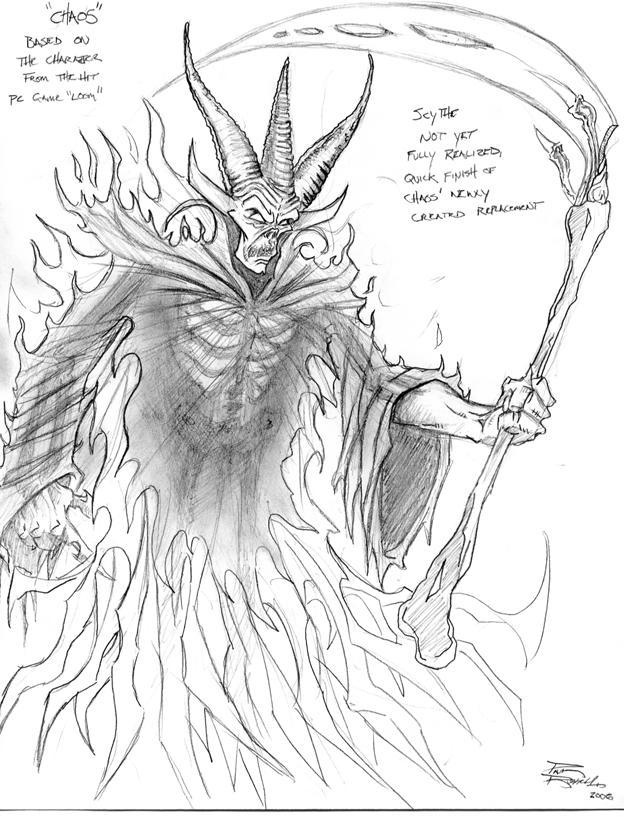 "CHAOS"
BASED ON
THE CHARACTER
FROM THE HIT
PC GAME "LOOM"
SCYTHE
NOT YET
FULLY REALIZED,
QUICK FINISH OF
CHAOS' NEWLY
CREATED REPLACEMENT
2008